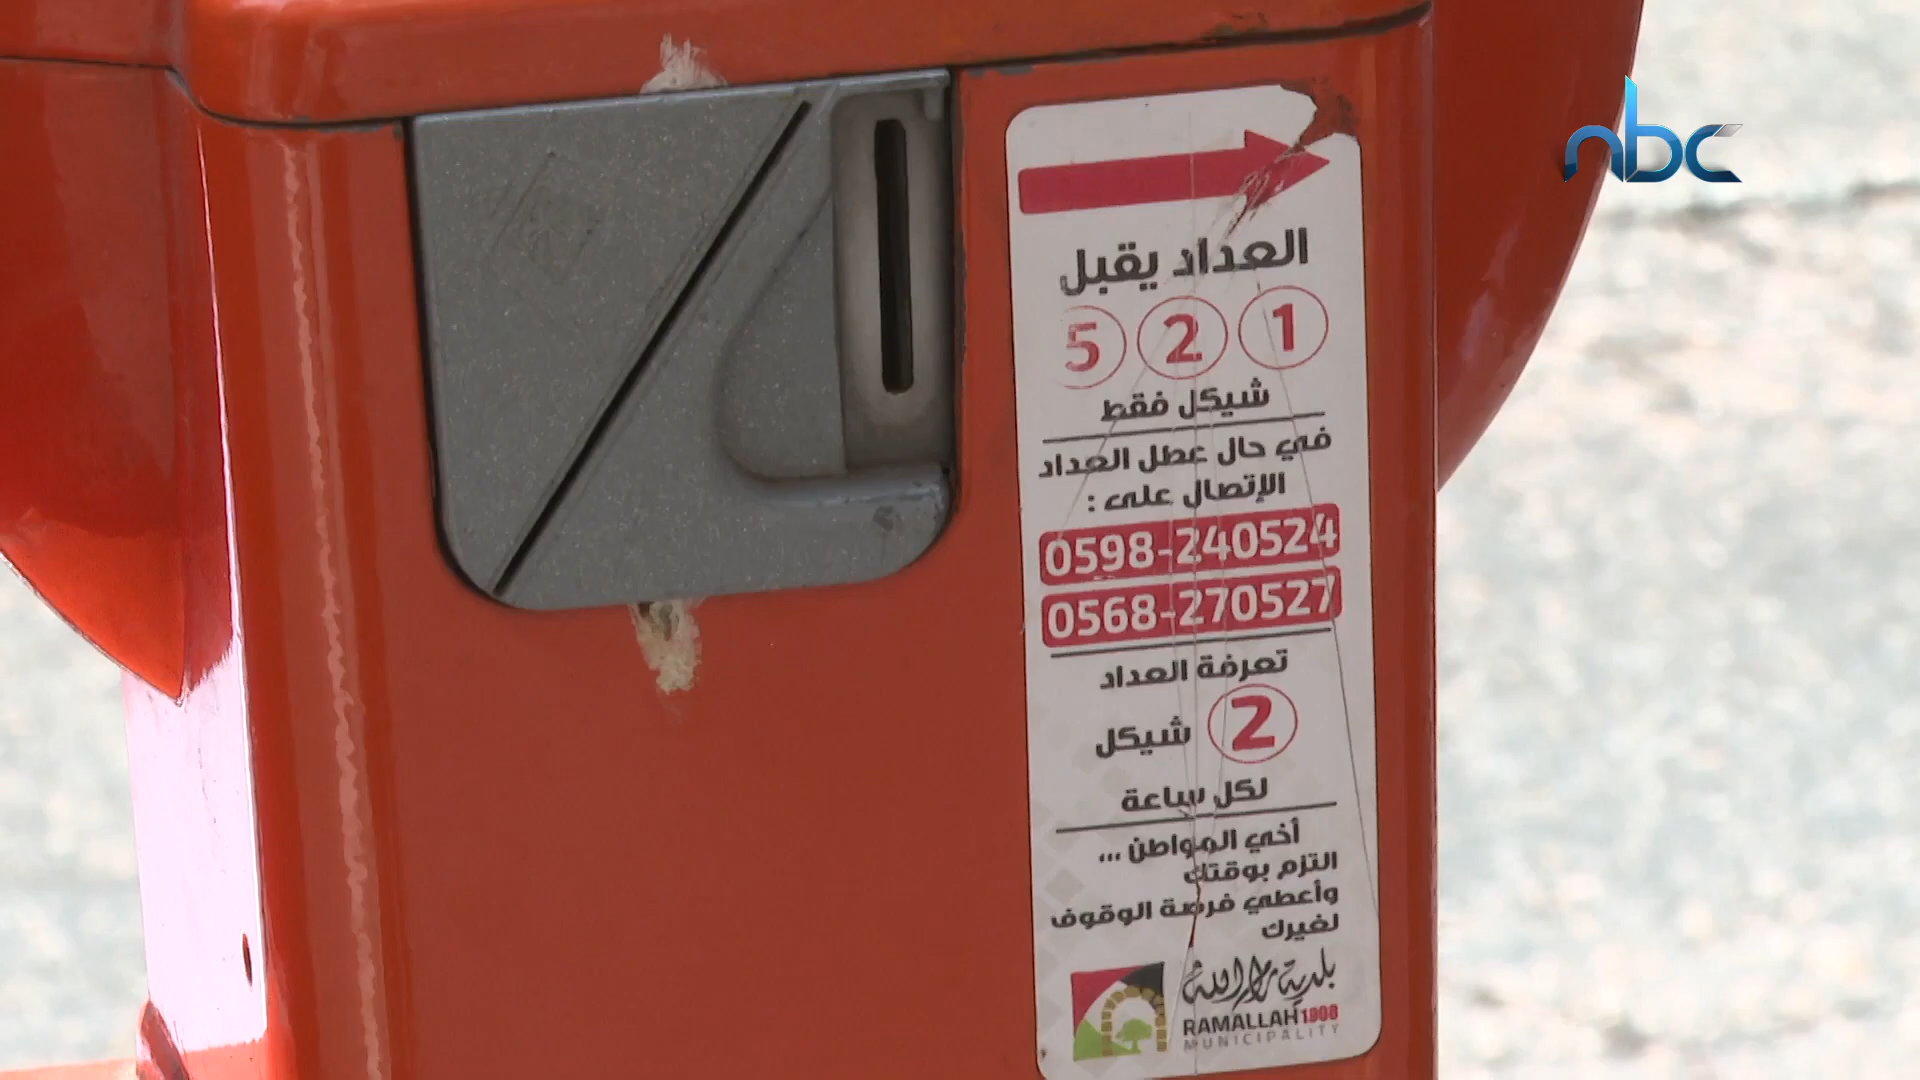 nbc
العداد يقبل
1 2 5
شيكل فقط
في حال عطل العداد
الإتصال على :
0598-240524
0568-270527
تعرفة العداد
2 شيكل
لكل ساعة
أخي المواطن ...
التزم بوقتك
وأعطي فرصة الوقوف
لغيرك
بلدية رام الله
RAMALLAH 1908
MUNICIPALITY